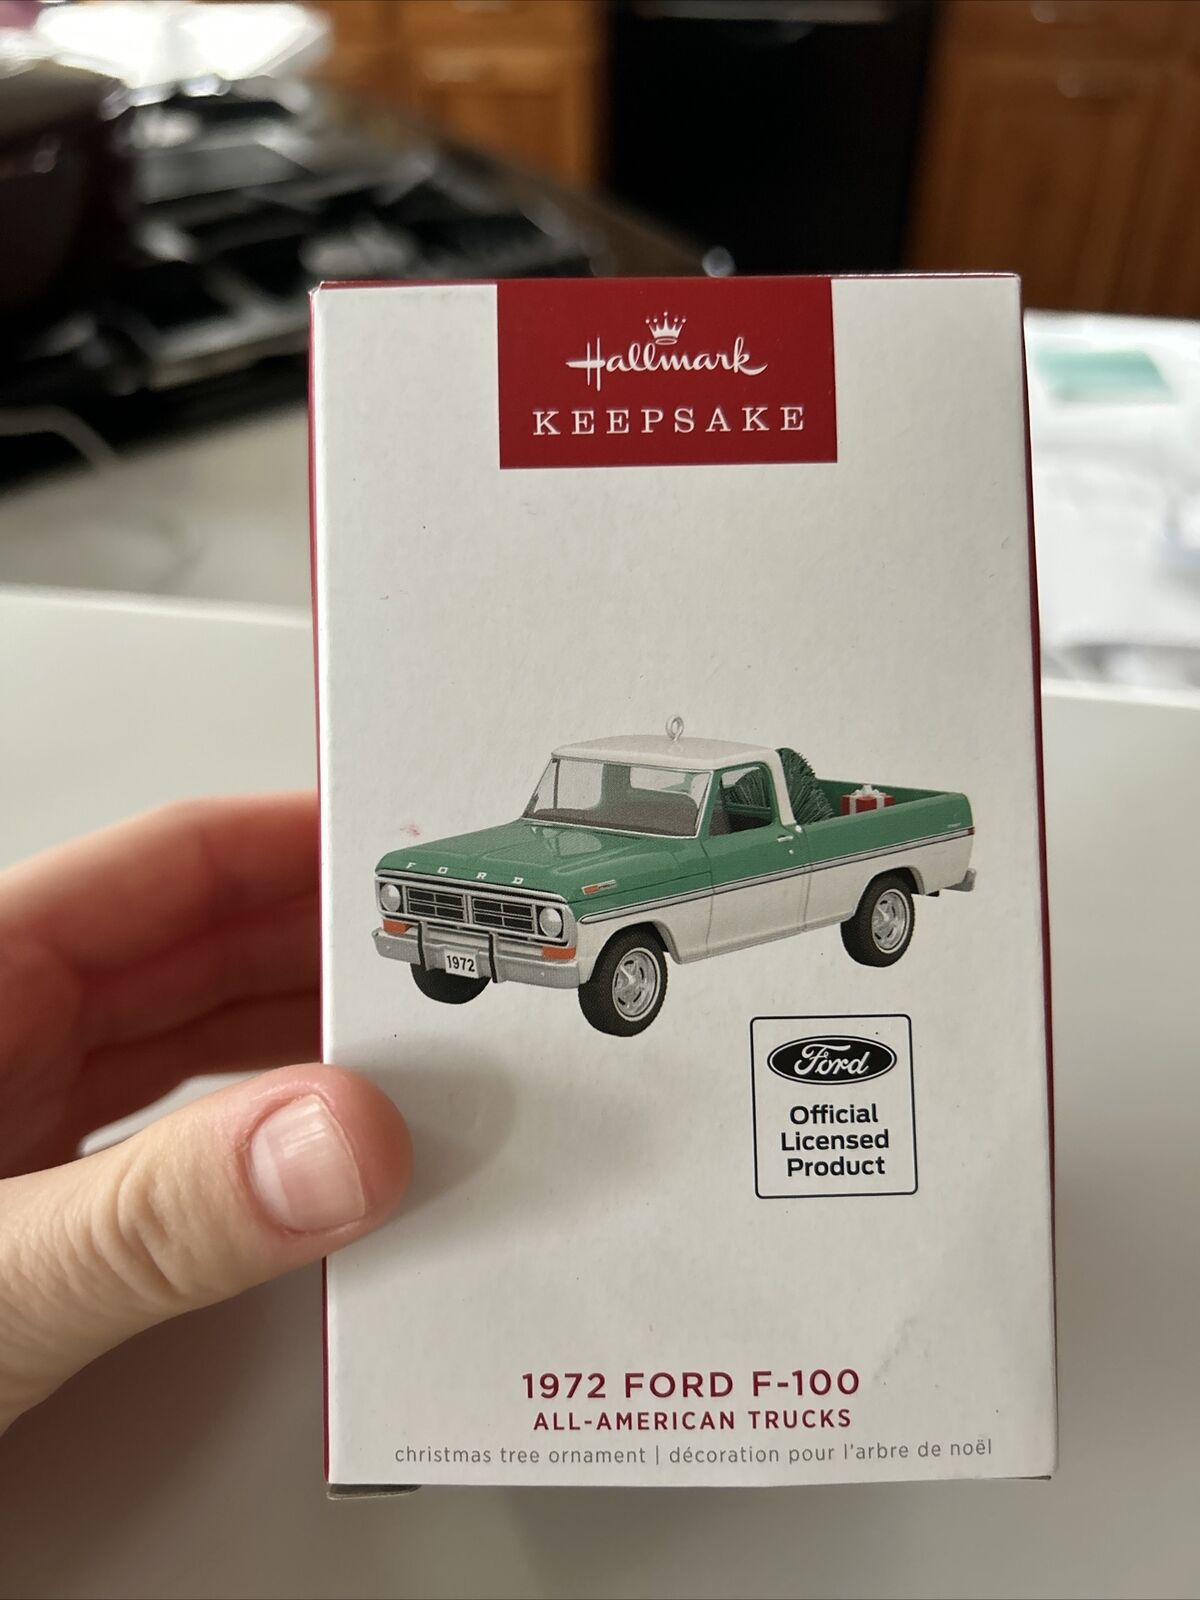 Hallmark
KEEPSAKE
FORD
1972
Ford
Official
Licensed
Product
1972 FORD F-100
ALL-AMERICAN TRUCKS
christmas tree ornament | décoration pour l'arbre de noël